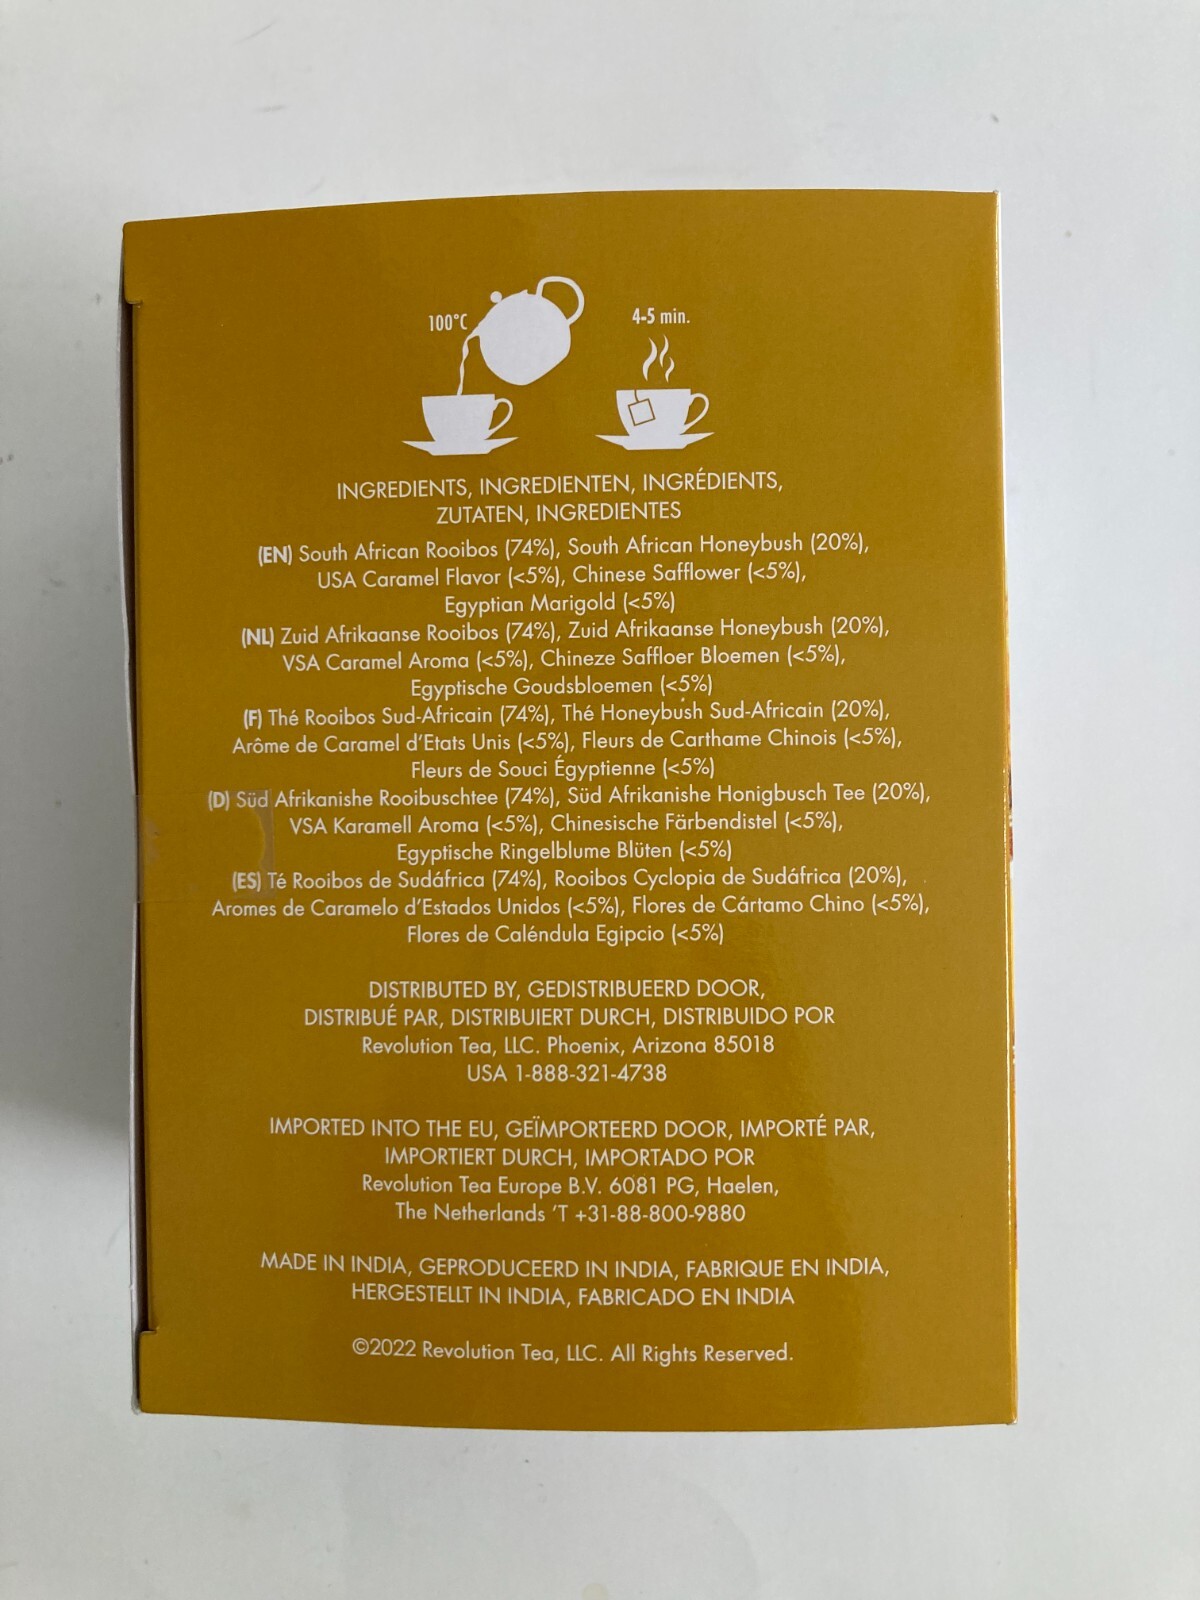 100°C
4-5 min.
INGREDIENTS, INGREDIENTEN, INGRÉDIENTS,
ZUTATEN, INGREDIENTES
(EN) South African Rooibos (74%), South African Honeybush (20%),
USA Caramel Flavor (<5%), Chinese Safflower (<5%),
Egyptian Marigold (<5%)
(NL) Zuid Afrikaanse Rooibos (74%), Zuid Afrikaanse Honeybush (20%),
VSA Caramel Aroma (<5%), Chineze Saffloer Bloemen (<5%),
Egyptische Goudsbloemen (<5%)
(F) Thé Rooibos Sud-Africain (74%), Thé Honeybush Sud-Africain (20%),
Arôme de Caramel d'Etats Unis (<5%), Fleurs de Carthame Chinois (<5%),
Fleurs de Souci Égyptienne (<5%)
(D) Süd Afrikanishe Rooibuschtee (74%), Süd Afrikanishe Honigbusch Tee (20%),
VSA Karamell Aroma (<5%), Chinesische Färbendistel (<5%),
Egyptische Ringelblume Blüten (<5%)
(ES) Té Rooibos de Sudáfrica (74%), Rooibos Cyclopia de Sudáfrica (20%),
Aromes de Caramelo d'Estados Unidos (<5%), Flores de Cártamo Chino (<5%),
Flores de Caléndula Egipcio (<5%)
DISTRIBUTED BY, GEDISTRIBUEERD DOOR,
DISTRIBUÉ PAR, DISTRIBUIERT DURCH, DISTRIBUIDO POR
Revolution Tea, LLC. Phoenix, Arizona 85018
USA 1-888-321-4738
IMPORTED INTO THE EU, GEÏMPORTEERD DOOR, IMPORTÉ PAR,
IMPORTIERT DURCH, IMPORTADO POR
Revolution Tea Europe B.V. 6081 PG, Haelen,
The Netherlands 'T +31-88-800-9880
MADE IN INDIA, GEPRODUCEERD IN INDIA, FABRIQUE EN INDIA,
HERGESTELLT IN INDIA, FABRICADO EN INDIA
©2022 Revolution Tea, LLC. All Rights Reserved.